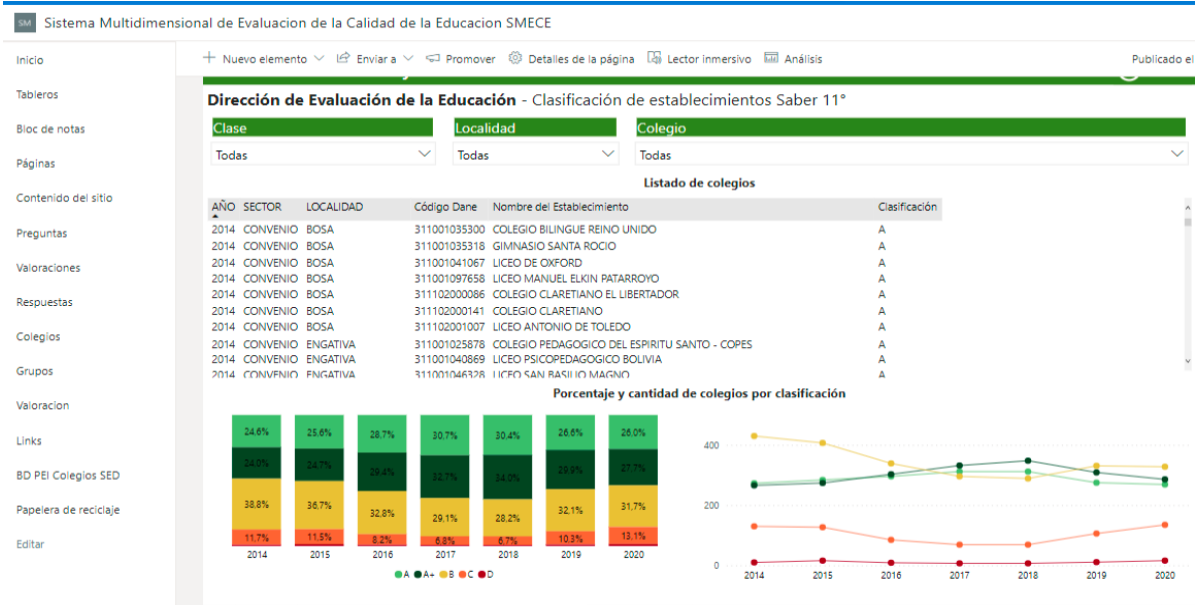 SM Sistema Multidimensional de Evaluacion de la Calidad de la Educacion SMECE
Inicio
Tableros
Bloc de notas
Páginas
Contenido del sitio
Preguntas
Valoraciones
Respuestas
Colegios
Grupos
Valoracion
Links
BD PEI Colegios SED
Papelera de reciclaje
Editar
Nuevo elemento Enviar a Promover Detalles de la página Lector inmersivo Análisis Publicado el
Dirección de Evaluación de la Educación - Clasificación de establecimientos Saber 11°
Clase Localidad Colegio
Todas Todas Todas
Listado de colegios
AÑO SECTOR LOCALIDAD Código Dane Nombre del Establecimiento Clasificación
2014 CONVENIO BOSA 311001035300 COLEGIO BILINGUE REINO UNIDO A
2014 CONVENIO BOSA 311001035318 GIMNASIO SANTA ROCIO A
2014 CONVENIO BOSA 311001041067 LICEO DE OXFORD A
2014 CONVENIO BOSA 311001097658 LICEO MANUEL ELKIN PATARROYO A
2014 CONVENIO BOSA 311102000086 COLEGIO CLARETIANO EL LIBERTADOR A
2014 CONVENIO BOSA 311102000141 COLEGIO CLARETIANO A
2014 CONVENIO BOSA 311102001007 LICEO ANTONIO DE TOLEDO A
2014 CONVENIO ENGATIVA 311001025878 COLEGIO PEDAGOGICO DEL ESPIRITU SANTO - COPES A
2014 CONVENIO ENGATIVA 311001040869 LICEO PSICOPEDAGOGICO BOLIVIA A
2014 CONVENIO ENGATIVA 311001046328 LICEO SAN BASILIO MAGNO A
Porcentaje y cantidad de colegios por clasificación
24,6% 25,6% 28,7% 30,7% 30,4% 26,6% 26,0%
24,0% 24,7% 29,4% 32,7% 34,0% 29,9% 27,7%
38,8% 36,7% 32,8% 29,1% 28,2% 32,1% 31,7%
11,7% 11,5% 8,2% 6,8% 6,7% 10,3% 13,1%
2014 2015 2016 2017 2018 2019 2020
A A+ B C D
400
200
0
2014 2015 2016 2017 2018 2019 2020